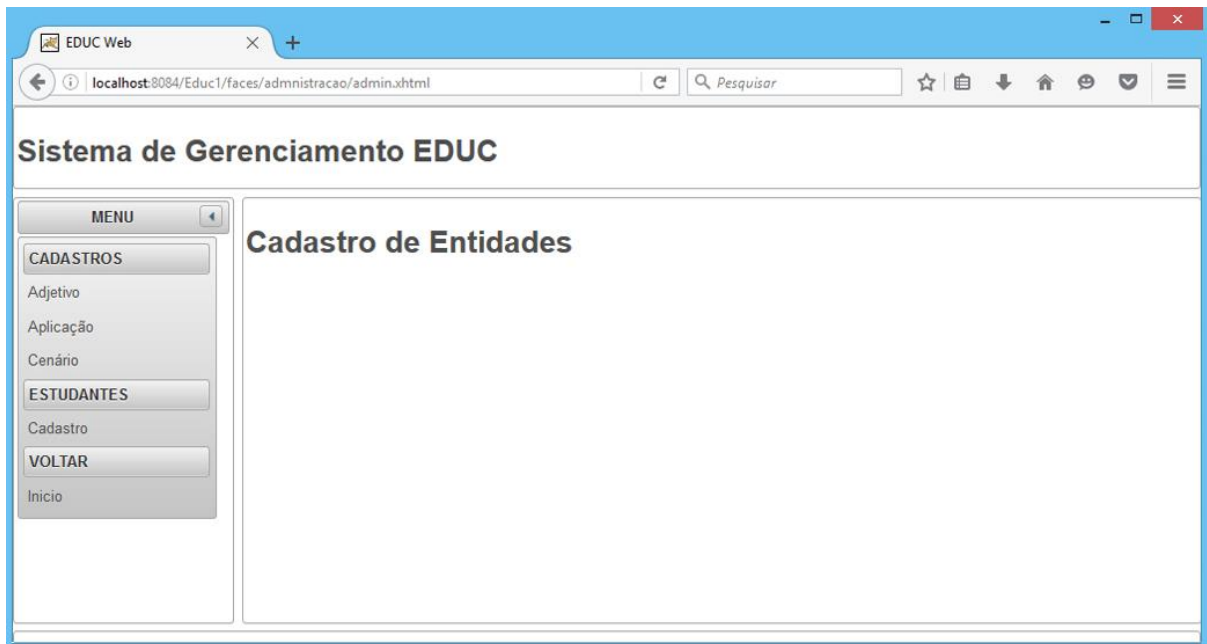 EDUC Web
localhost:8084/Educ1/faces/admnistracao/admin.xhtml
Pesquisar
Sistema de Gerenciamento EDUC
MENU
CADASTROS
Adjetivo
Aplicação
Cenário
ESTUDANTES
Cadastro
VOLTAR
Inicio
Cadastro de Entidades